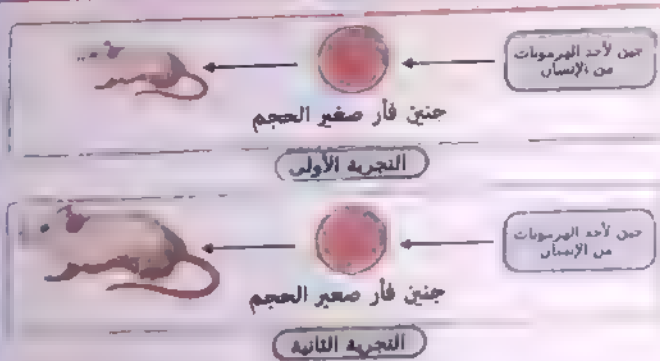 جين لأحد الهرمونات
من الإنسان
جنين فأر صغير الحجم
التجربة الأولى
جين لأحد الهرمونات
من الإنسان
جنين فأر صغير الحجم
التجربة الثانية